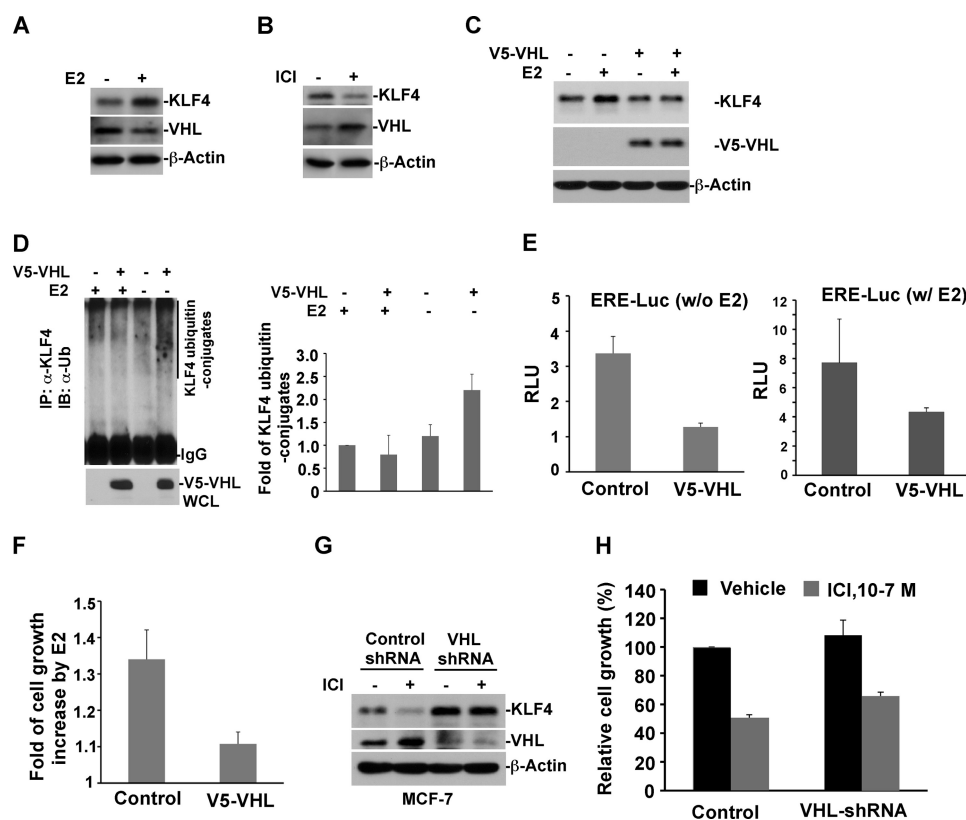 A
E2 - +
-KLF4
-VHL
-β-Actin
B
ICI - +
-KLF4
-VHL
-β-Actin
C
V5-VHL - - + +
E2 - + - +
-KLF4
-V5-VHL
-β-Actin
D
V5-VHL - + - +
E2 + + - -
IP: α-KLF4
IB: α-Ub
KLF4 ubiquitin
-conjugates
-IgG
-V5-VHL
WCL
V5-VHL - + - +
E2 + + - -
Fold of KLF4 ubiquitin
-conjugates
3.0
2.5
2.0
1.5
1.0
0.5
0
E
ERE-Luc (w/o E2)
RLU
5
4
3
2
1
0
Control V5-VHL
ERE-Luc (w/ E2)
RLU
12
10
8
6
4
2
0
Control V5-VHL
F
Fold of cell growth
increase by E2
1.5
1.4
1.3
1.2
1.1
1
Control V5-VHL
G
Control VHL
shRNA shRNA
ICI - + - +
-KLF4
-VHL
-β-Actin
MCF-7
H
Vehicle ICI,10-7 M
Relative cell growth (%)
140
120
100
80
60
40
20
0
Control VHL-shRNA